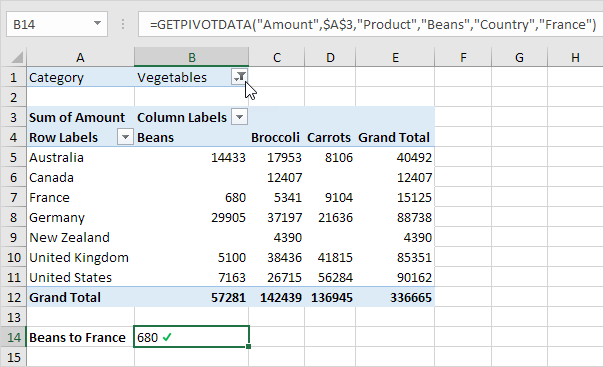 B14 =GETPIVOTDATA("Amount",$A$3,"Product","Beans","Country","France")
A B C D E F G H
1 Category Vegetables
2
3 Sum of Amount Column Labels
4 Row Labels Beans Broccoli Carrots Grand Total
5 Australia 14433 17953 8106 40492
6 Canada 12407 12407
7 France 680 5341 9104 15125
8 Germany 29905 37197 21636 88738
9 New Zealand 4390 4390
10 United Kingdom 5100 38436 41815 85351
11 United States 7163 26715 56284 90162
12 Grand Total 57281 142439 136945 336665
13
14 Beans to France 680
15